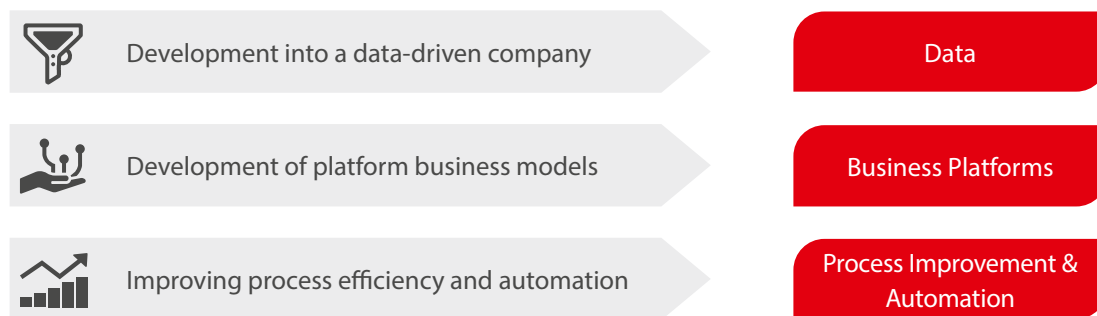 Development into a data-driven company
Data
Development of platform business models
Business Platforms
Improving process efficiency and automation
Process Improvement &
Automation